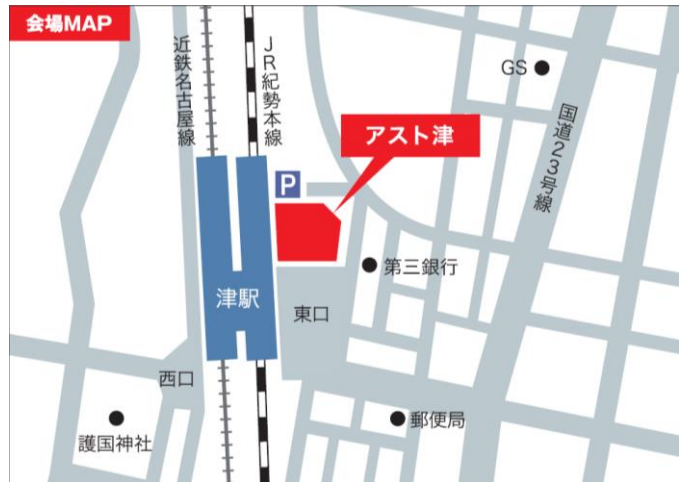 会場MAP
近鉄名古屋線
JR紀勢本線
GS
国道23号線
アスト津
P
第三銀行
津駅
東口
西口
護国神社
郵便局